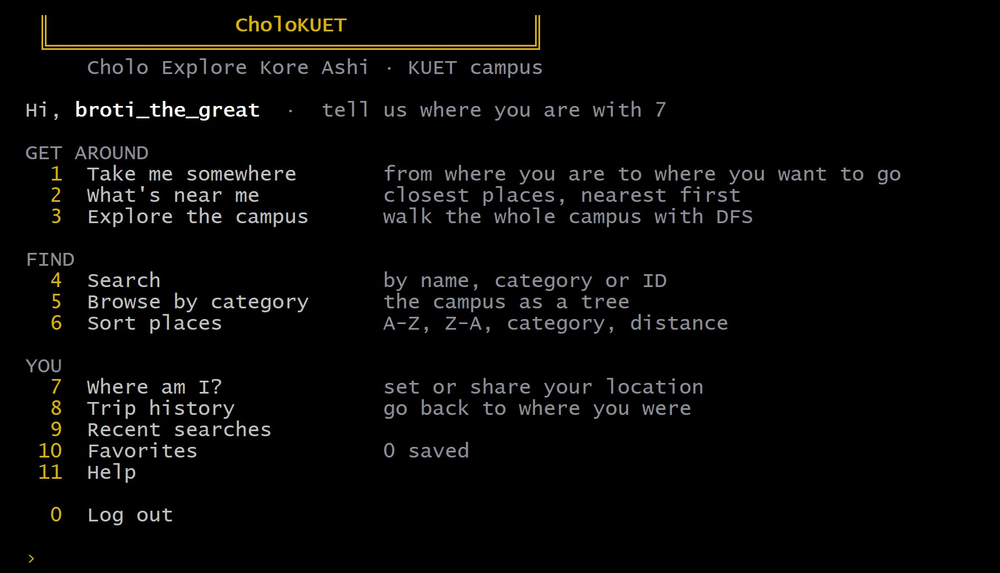 CholoKUET
Cholo Explore Kore Ashi · KUET campus
Hi, broti_the_great · tell us where you are with 7
GET AROUND
1 Take me somewhere from where you are to where you want to go
2 What's near me closest places, nearest first
3 Explore the campus walk the whole campus with DFS
FIND
4 Search by name, category or ID
5 Browse by category the campus as a tree
6 Sort places A-Z, Z-A, category, distance
YOU
7 Where am I? set or share your location
8 Trip history go back to where you were
9 Recent searches
10 Favorites 0 saved
11 Help
0 Log out
>